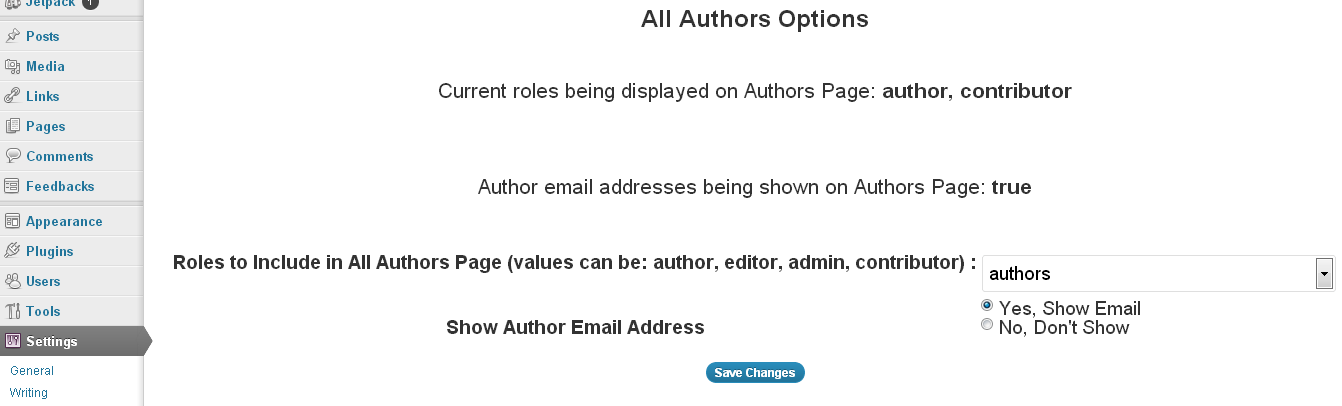 Jetpack 1
Posts
Media
Links
Pages
Comments
Feedbacks
Appearance
Plugins
Users
Tools
Settings
General
Writing
All Authors Options
Current roles being displayed on Authors Page: author, contributor
Author email addresses being shown on Authors Page: true
Roles to Include in All Authors Page (values can be: author, editor, admin, contributor) :
authors
Show Author Email Address
Yes, Show Email
No, Don't Show
Save Changes